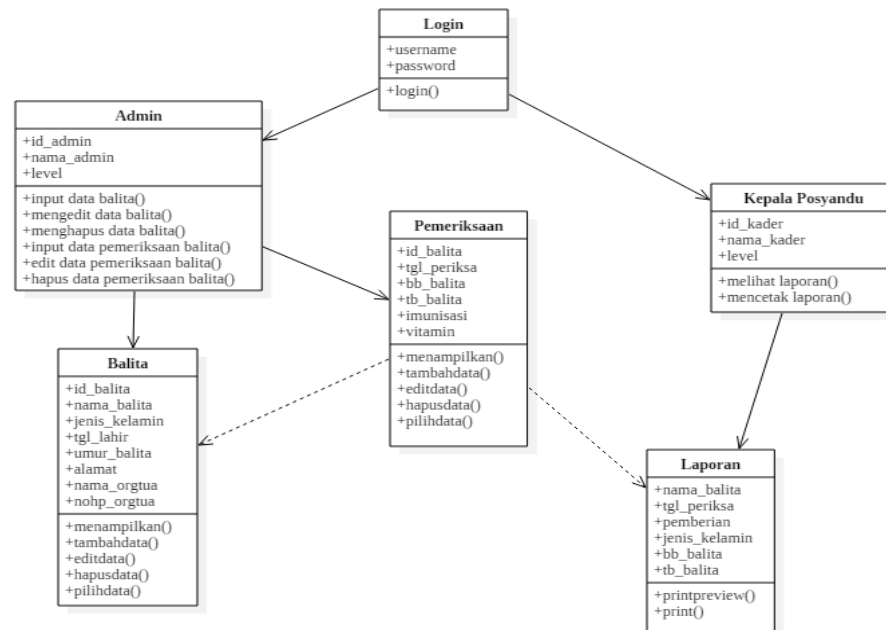 Login
+username
+password
+login()
Admin
+id_admin
+nama_admin
+level
+input data balita()
+mengedit data balita()
+menghapus data balita()
+input data pemeriksaan balita()
+edit data pemeriksaan balita()
+hapus data pemeriksaan balita()
Kepala Posyandu
+id_kader
+nama_kader
+level
+melihat laporan()
+mencetak laporan()
Pemeriksaan
+id_balita
+tgl_periksa
+bb_balita
+tb_balita
+imunisasi
+vitamin
+menampilkan()
+tambahdata()
+editdata()
+hapusdata()
+pilihdata()
Balita
+id_balita
+nama_balita
+jenis_kelamin
+tgl_lahir
+umur_balita
+alamat
+nama_orgtua
+nohp_orgtua
+menampilkan()
+tambahdata()
+editdata()
+hapusdata()
+pilihdata()
Laporan
+nama_balita
+tgl_periksa
+pemberian
+jenis_kelamin
+bb_balita
+tb_balita
+printpreview()
+print()